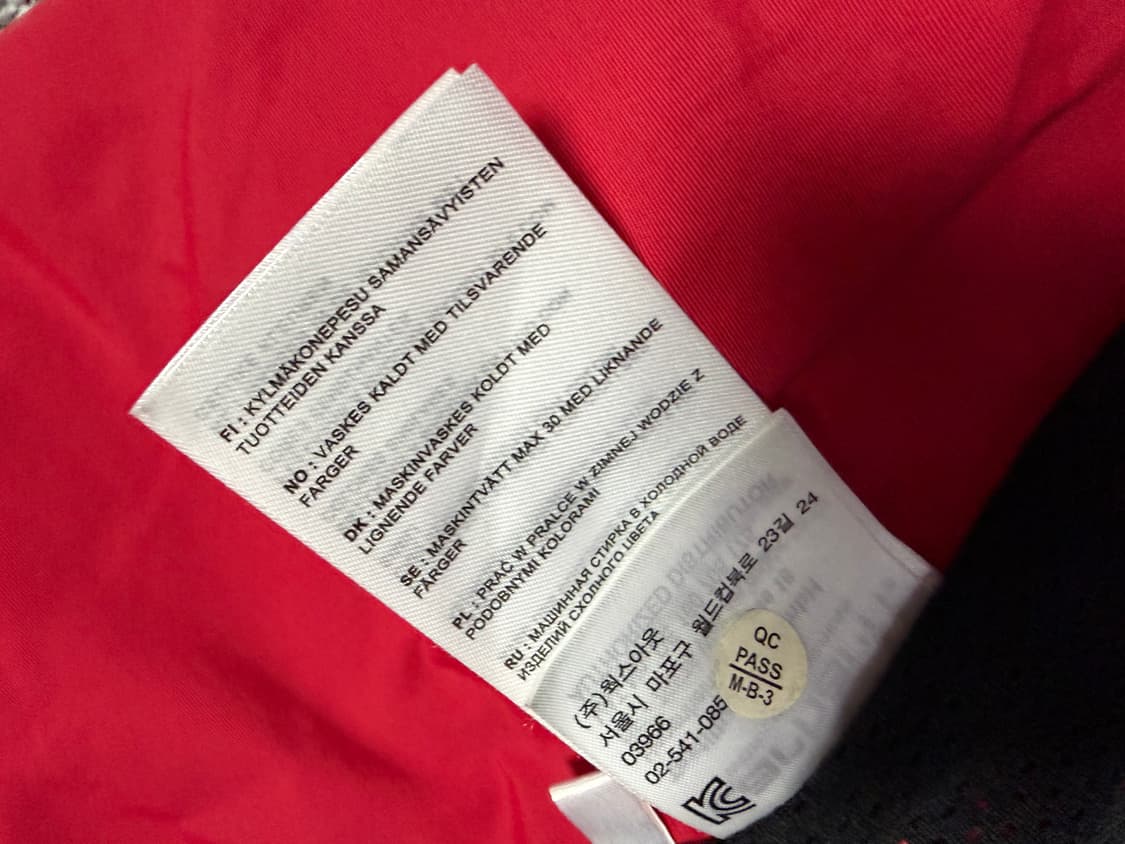 FI : KYLMÄKONEPESU SAMANSÄVYISTEN
TUOTTEIDEN KANSSA
NO : VASKES KALDT MED TILSVARENDE
FARGER
DK : MASKINVASKES KOLDT MED
LIGNENDE FARVER
SE : MASKINTVÄTT MAX 30 MED LIKNANDE
FÄRGER
PL : PRAĆ W PRALCE W ZIMNEJ WODZIE Z
PODOBNYMI KOLORAMI
RU : МАШИННАЯ СТИРКА В ХОЛОДНОЙ ВОДЕ
ИЗДЕЛИЙ СХОЛНОГО ЦВЕТА
(주)웍스아웃
서울시 마포구 월드컵북로 23길 24
03966
02-541-085
QC
PASS
M-B-3